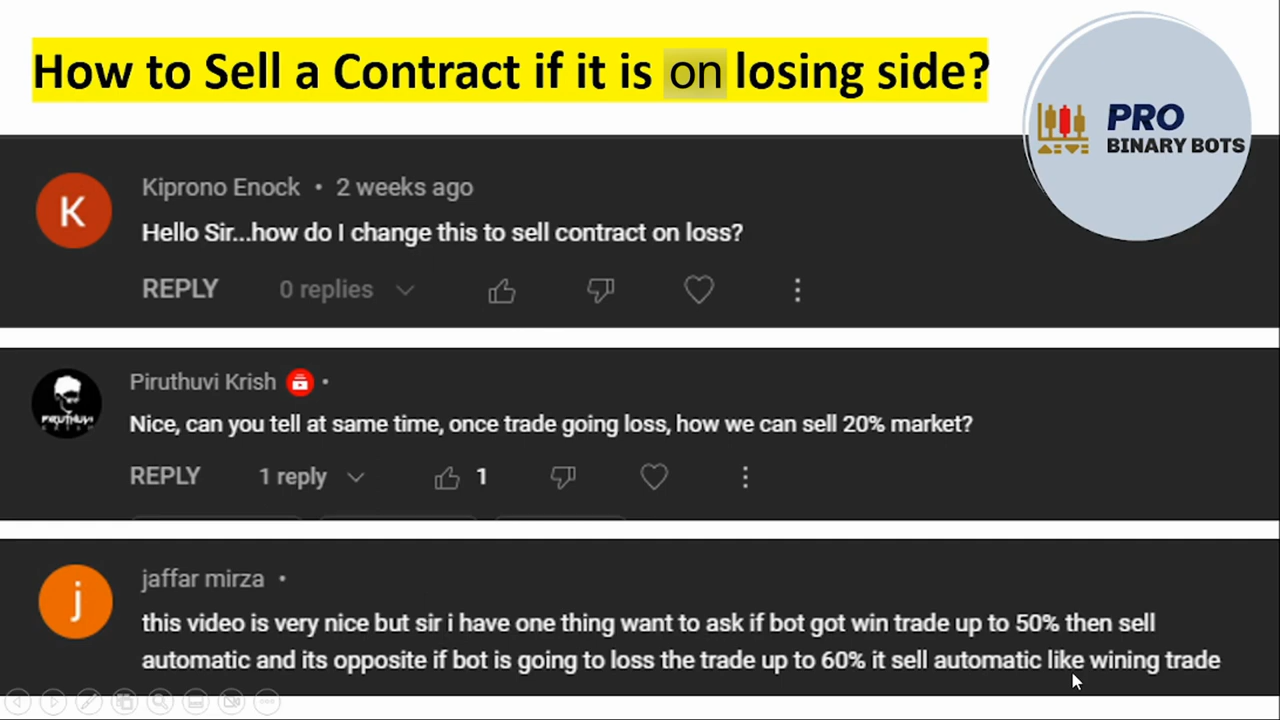 How to Sell a Contract if it is on losing side?
PRO
BINARY BOTS
K
Kiprono Enock • 2 weeks ago
Hello Sir...how do I change this to sell contract on loss?
REPLY 0 replies
Piruthuvi Krish •
Nice, can you tell at same time, once trade going loss, how we can sell 20% market?
REPLY 1 reply 1
j
jaffar mirza •
this video is very nice but sir i have one thing want to ask if bot got win trade up to 50% then sell
automatic and its opposite if bot is going to loss the trade up to 60% it sell automatic like wining trade